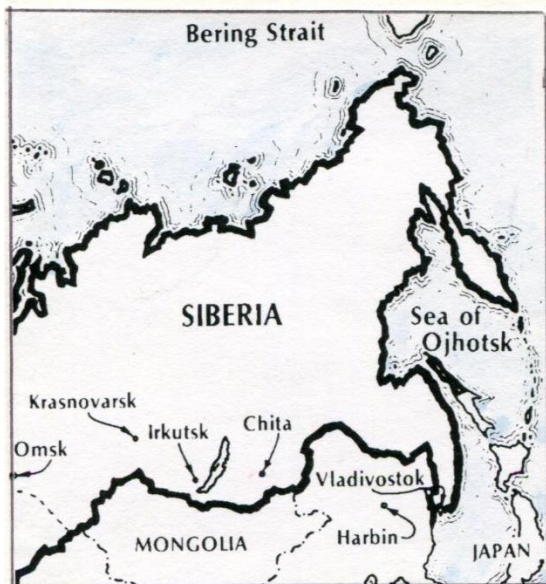 Bering Strait
SIBERIA
Sea of
Ojhotsk
Krasnovarsk
Irkutsk
Chita
Omsk
Vladivostok
Harbin
MONGOLIA
JAPAN